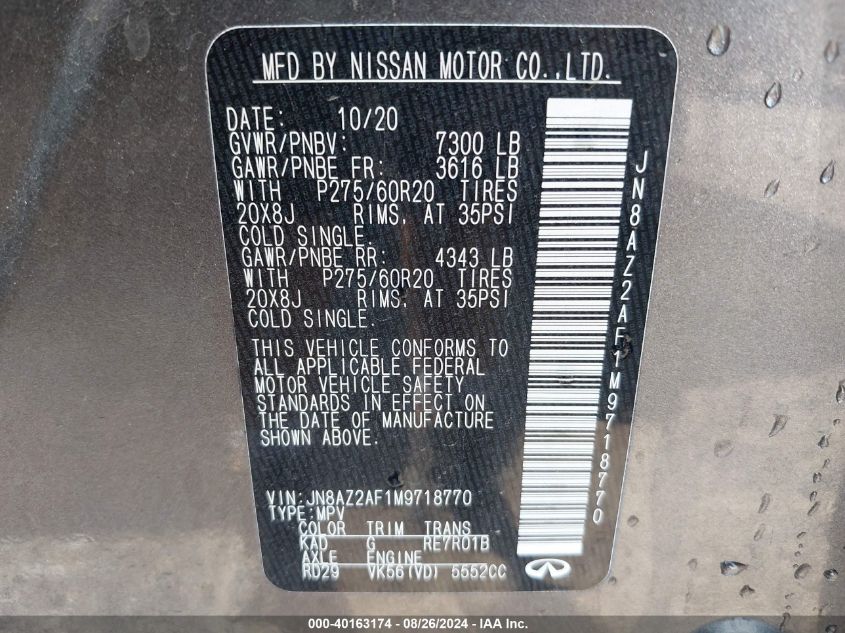 MFD BY NISSAN MOTOR CO.,LTD.
DATE: 10/20
GVWR/PNBV: 7300 LB
GAWR/PNBE FR: 3616 LB
WITH P275/60R20 TIRES
20X8J RIMS, AT 35PSI
COLD SINGLE.
GAWR/PNBE RR: 4343 LB
WITH P275/60R20 TIRES
20X8J RIMS, AT 35PSI
COLD SINGLE.
THIS VEHICLE CONFORMS TO
ALL APPLICABLE FEDERAL
MOTOR VEHICLE SAFETY
STANDARDS IN EFFECT ON
THE DATE OF MANUFACTURE
SHOWN ABOVE.
VIN:JN8AZ2AF1M9718770
TYPE:MPV
COLOR TRIM TRANS
KAD G RE7R01B
AXLE ENGINE
RD29 VK56(VD) 5552CC
JN8AZ2AF1M9718770
000-40163174 - 08/26/2024 - IAA Inc.